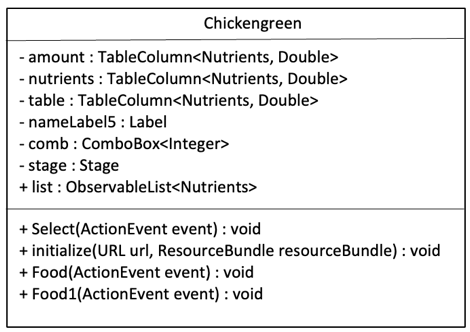 Chickengreen
- amount : TableColumn<Nutrients, Double>
- nutrients : TableColumn<Nutrients, Double>
- table : TableColumn<Nutrients, Double>
- nameLabel5 : Label
- comb : ComboBox<Integer>
- stage : Stage
+ list : ObservableList<Nutrients>
+ Select(ActionEvent event) : void
+ initialize(URL url, ResourceBundle resourceBundle) : void
+ Food(ActionEvent event) : void
+ Food1(ActionEvent event) : void